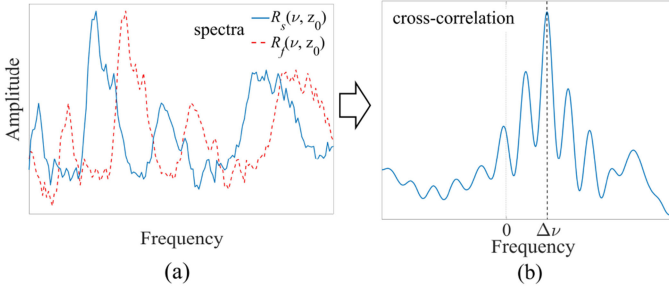 spectra
R_s(ν, z_0)
R_f(ν, z_0)
Amplitude
Frequency
(a)
cross-correlation
0
Δν
Frequency
(b)